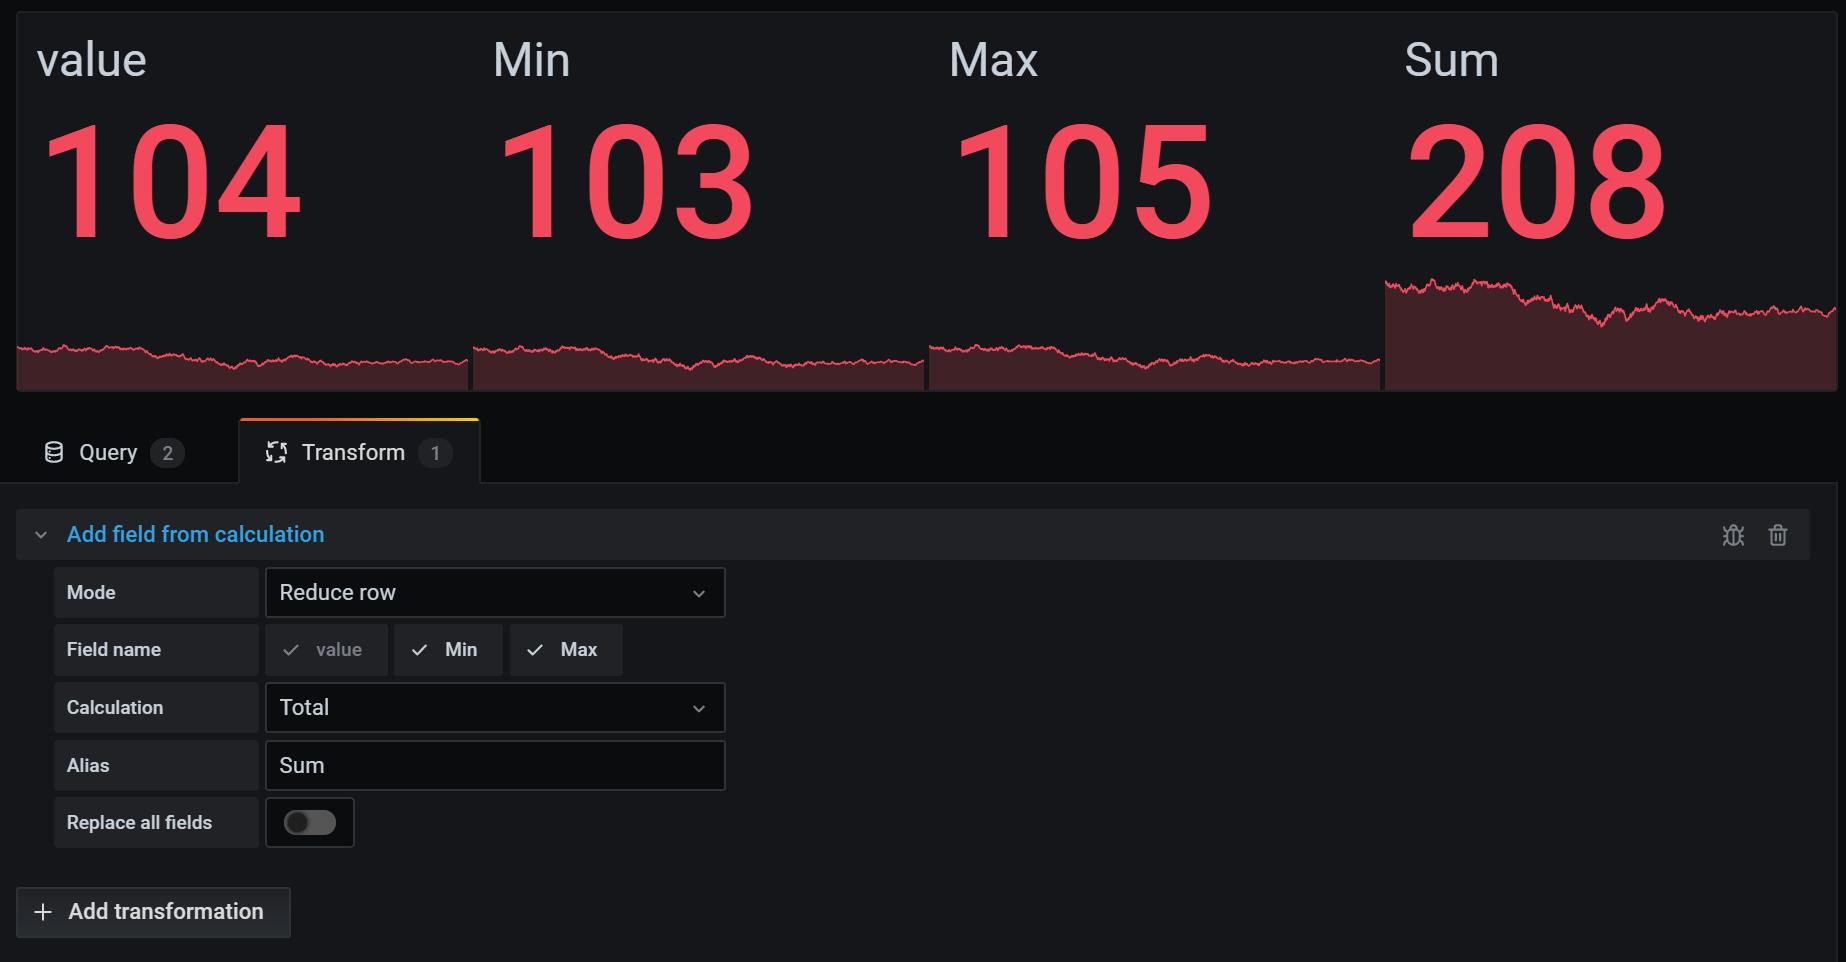 value Min Max Sum
104 103 105 208
Query 2 Transform 1
Add field from calculation
Mode Reduce row
Field name value Min Max
Calculation Total
Alias Sum
Replace all fields
Add transformation